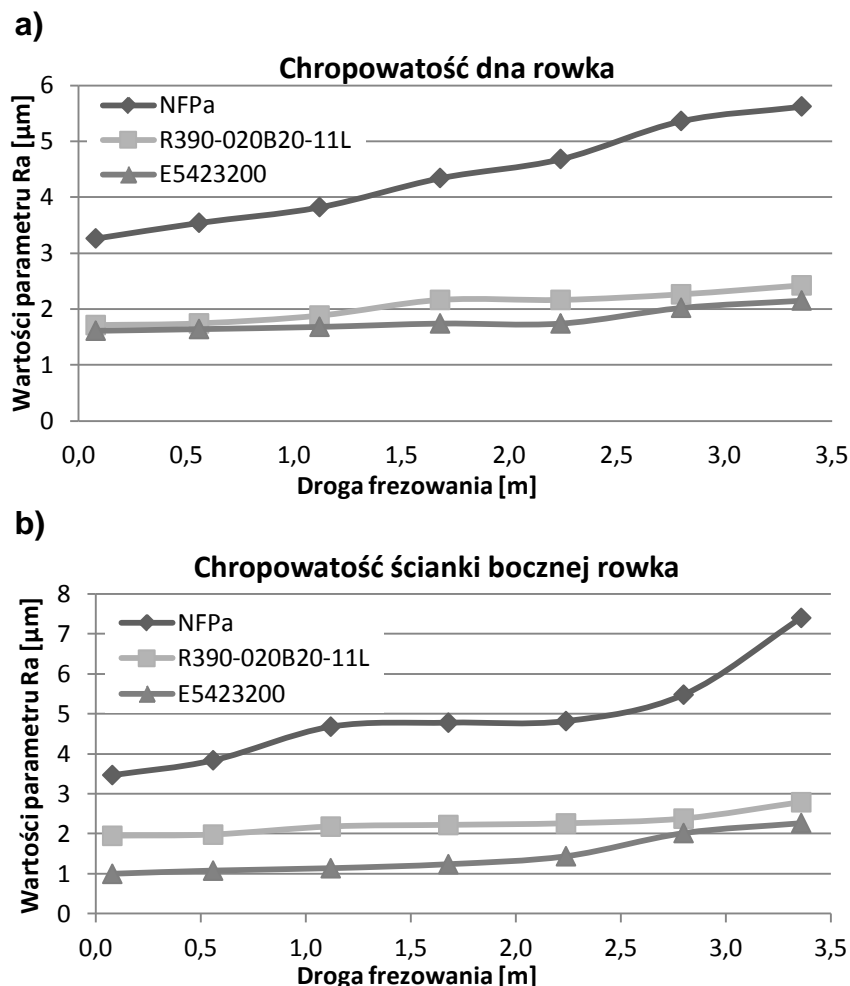 a)
Chropowatość dna rowka
Wartości parametru Ra [µm]
6
5
4
3
2
1
0
NFPa
R390-020B20-11L
E5423200
0,0 0,5 1,0 1,5 2,0 2,5 3,0 3,5
Droga frezowania [m]
b)
Chropowatość ścianki bocznej rowka
Wartości parametru Ra [µm]
8
7
6
5
4
3
2
1
0
NFPa
R390-020B20-11L
E5423200
0,0 0,5 1,0 1,5 2,0 2,5 3,0 3,5
Droga frezowania [m]